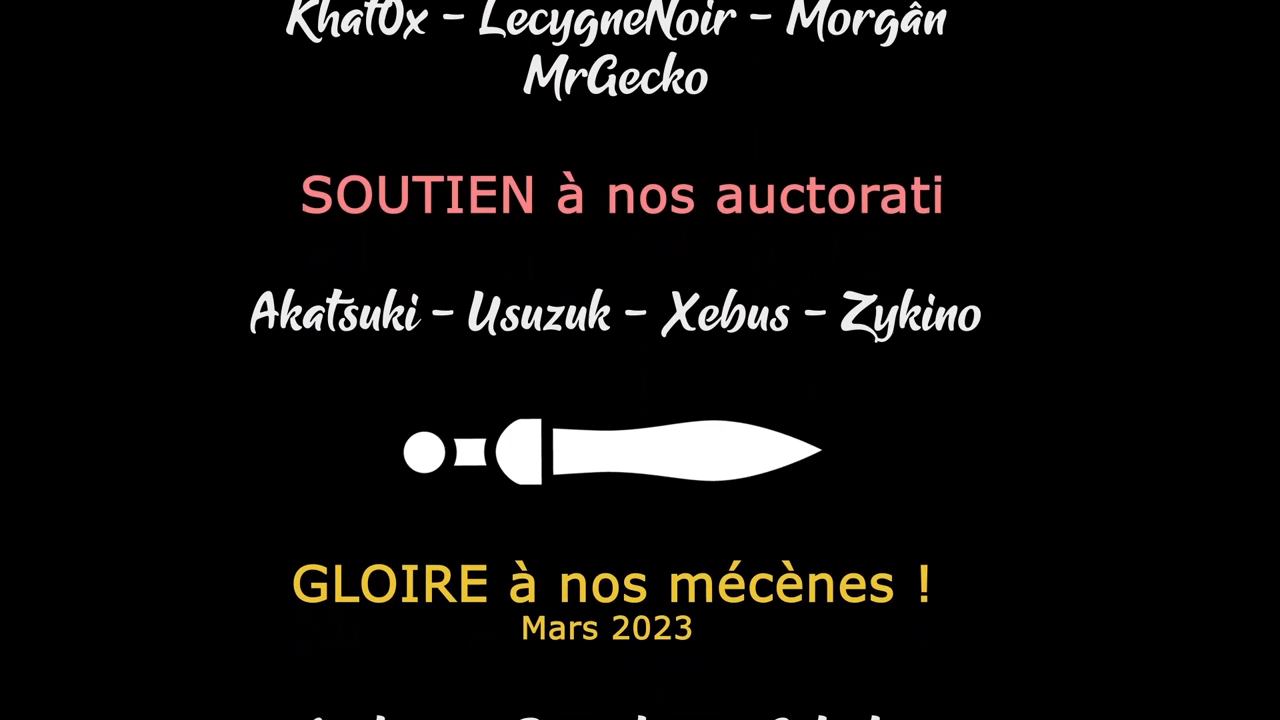 Khat0x - LecygneNoir - Morgân
MrGecko
SOUTIEN à nos auctorati
Akatsuki - Usuzuk - Xebus - Zykino
GLOIRE à nos mécènes !
Mars 2023